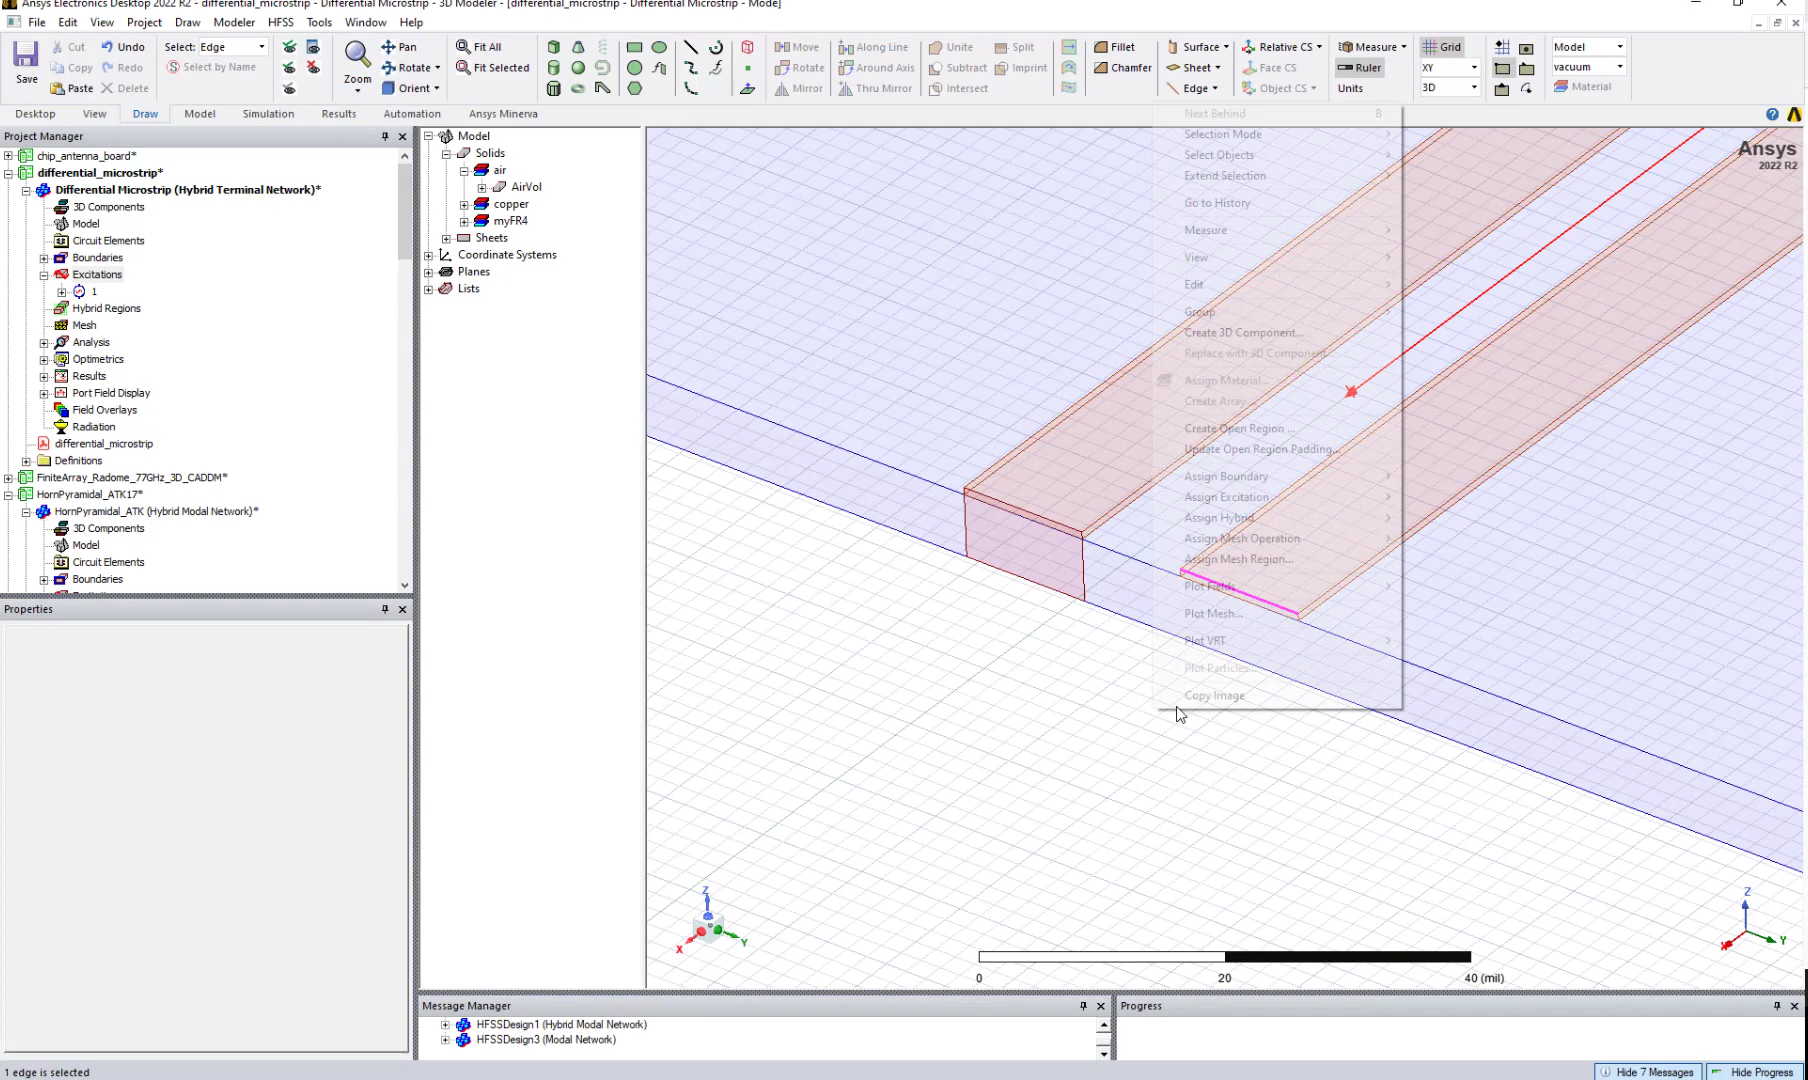 Ansys Electronics Desktop 2022 R2 - differential_microstrip - Differential Microstrip - 3D Modeler - [differential_microstrip - Differential Microstrip - Mode]
File Edit View Project Draw Modeler HFSS Tools Window Help
Save
Cut Undo
Copy Redo
Paste Delete
Select: Edge
Select by Name
Zoom
Pan
Rotate
Orient
Fit All
Fit Selected
Move Along Line Unite Split
Rotate Around Axis Subtract Imprint
Mirror Thru Mirror Intersect
Fillet
Chamfer
Surface
Sheet
Edge
Relative CS
Face CS
Object CS
Measure
Ruler
Units
Grid
XY
3D
Model
vacuum
Material
Desktop View Draw Model Simulation Results Automation Ansys Minerva
Project Manager
chip_antenna_board*
differential_microstrip*
Differential Microstrip (Hybrid Terminal Network)*
3D Components
Model
Circuit Elements
Boundaries
Excitations
1
Hybrid Regions
Mesh
Analysis
Optimetrics
Results
Port Field Display
Field Overlays
Radiation
differential_microstrip
Definitions
FiniteArray_Radome_77GHz_3D_CADDM*
HornPyramidal_ATK17*
HornPyramidal_ATK (Hybrid Modal Network)*
3D Components
Model
Circuit Elements
Boundaries
Properties
Model
Solids
air
AirVol
copper
myFR4
Sheets
Coordinate Systems
Planes
Lists
Next Behind B
Selection Mode
Select Objects
Extend Selection
Go to History
Measure
View
Edit
Group
Create 3D Component...
Replace with 3D Component...
Assign Material...
Create Array...
Create Open Region ...
Update Open Region Padding...
Assign Boundary
Assign Excitation
Assign Hybrid
Assign Mesh Operation
Assign Mesh Region...
Plot Fields
Plot Mesh...
Plot VRT
Plot Particles...
Copy Image
Ansys
2022 R2
Z
X
Y
Z
Y
0 20 40 (mil)
Message Manager
HFSSDesign1 (Hybrid Modal Network)
HFSSDesign3 (Modal Network)
Progress
1 edge is selected
Hide 7 Messages
Hide Progress